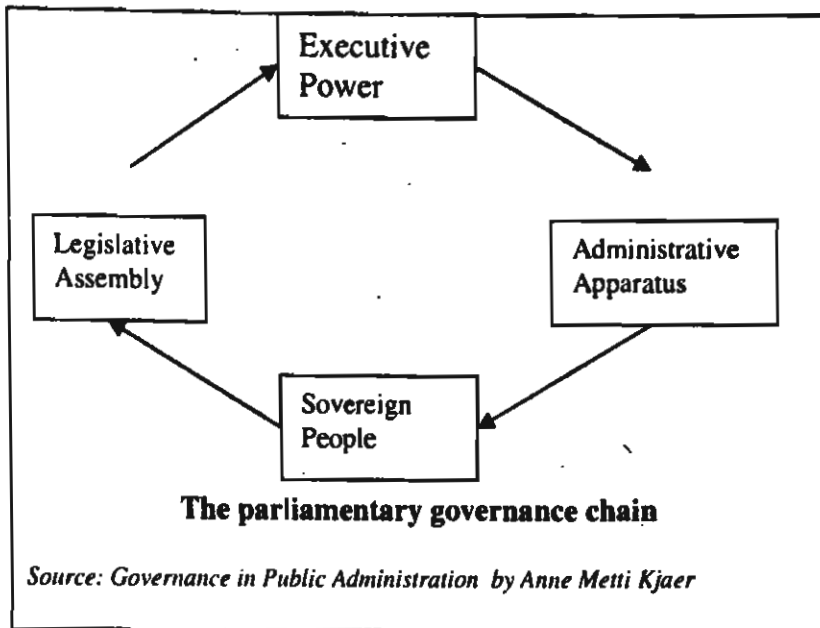 Executive
Power
Legislative
Assembly
Administrative
Apparatus
Sovereign
People
The parliamentary governance chain
Source: Governance in Public Administration by Anne Metti Kjaer